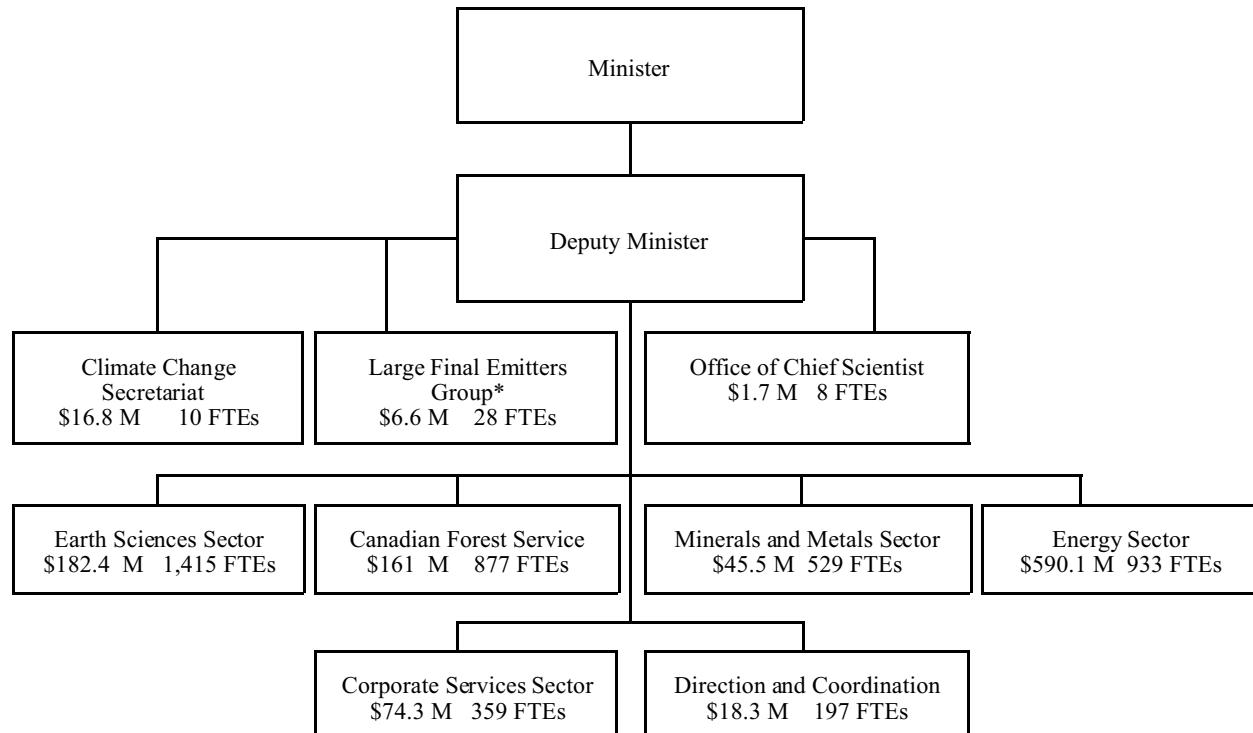 Minister
Deputy Minister
Climate Change
Secretariat
$16.8 M 10 FTEs
Large Final Emitters
Group*
$6.6 M 28 FTEs
Office of Chief Scientist
$1.7 M 8 FTEs
Earth Sciences Sector
$182.4 M 1,415 FTEs
Canadian Forest Service
$161 M 877 FTEs
Minerals and Metals Sector
$45.5 M 529 FTEs
Energy Sector
$590.1 M 933 FTEs
Corporate Services Sector
$74.3 M 359 FTEs
Direction and Coordination
$18.3 M 197 FTEs